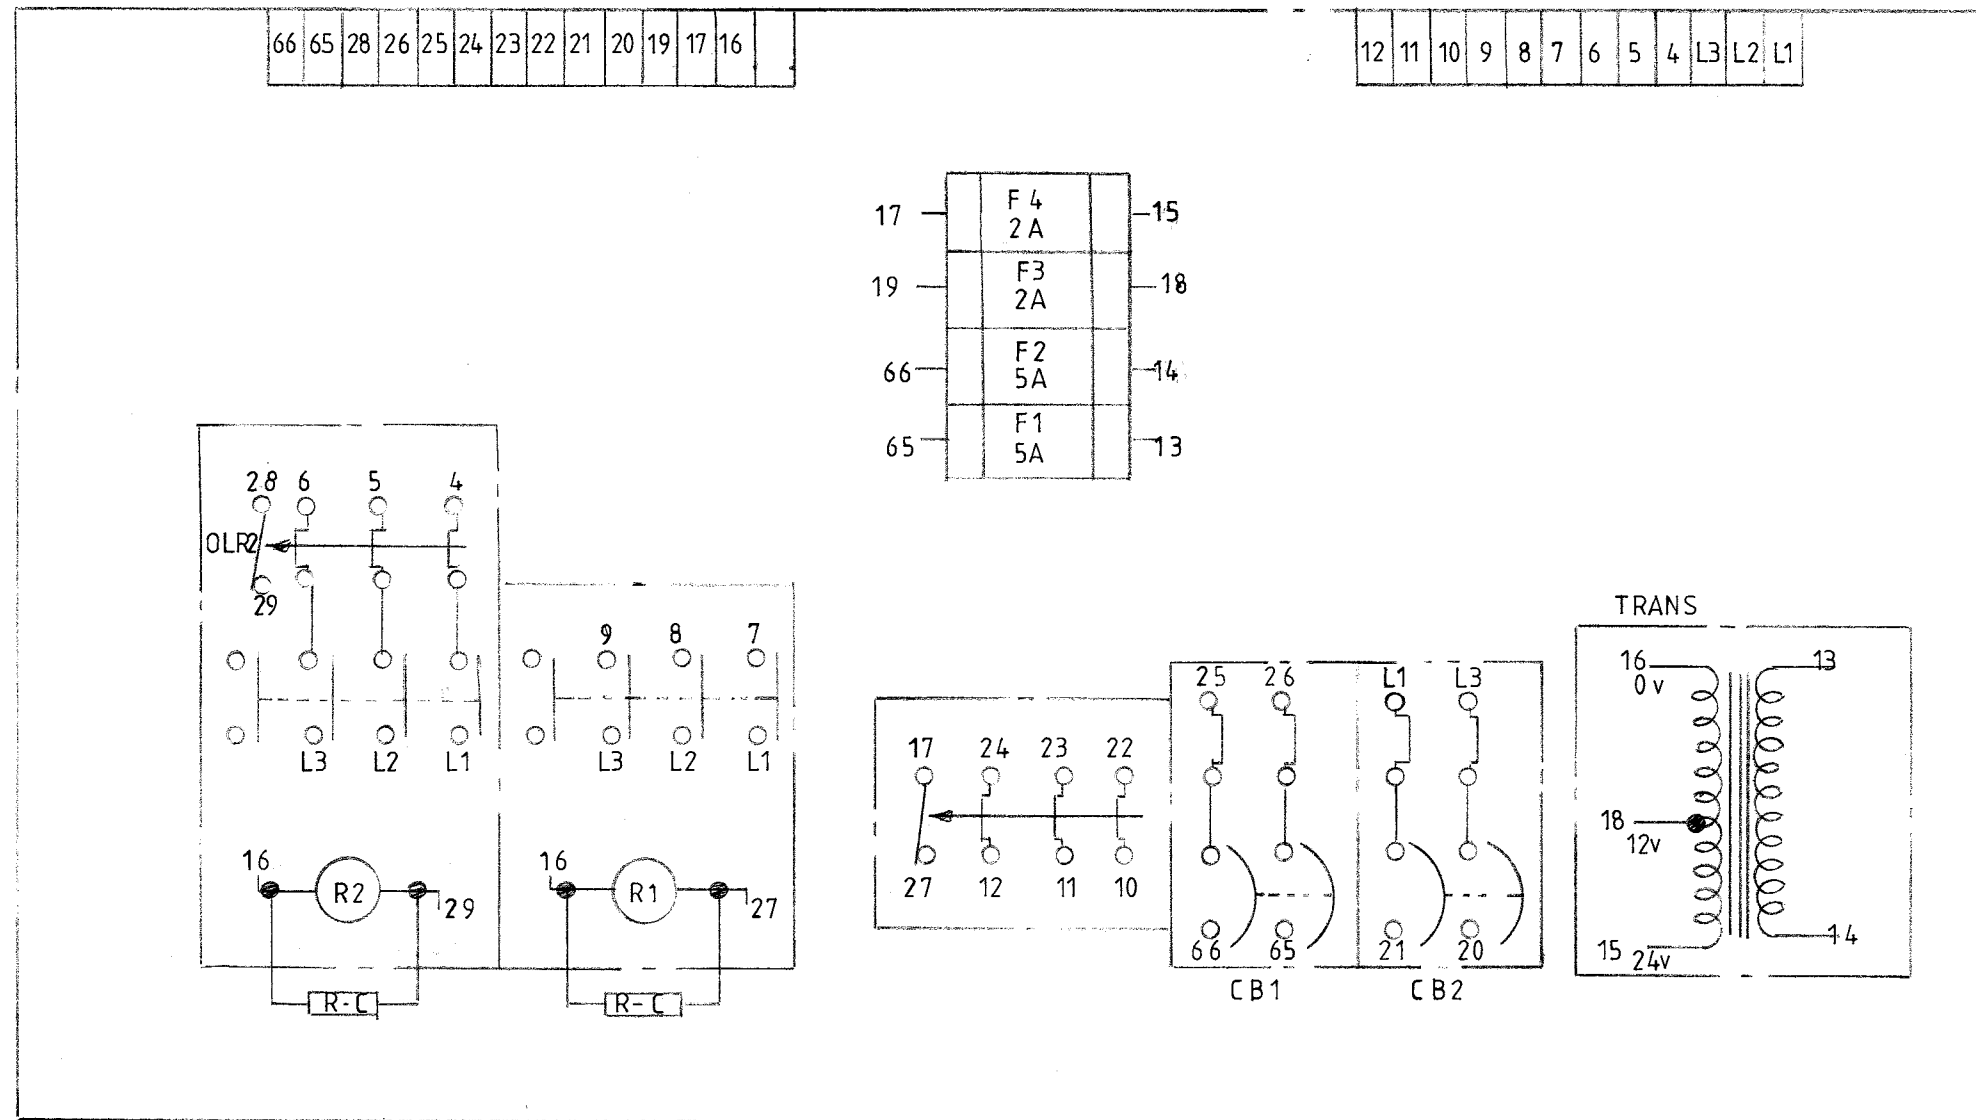 66 65 28 26 25 24 23 22 21 20 19 17 16
12 11 10 9 8 7 6 5 4 L3 L2 L1
17 F4 15
2A
19 F3 18
2A
66 F2 14
5A
65 F1 13
5A
28 6 5 4
OLR2
29
9 8 7
L3 L2 L1
L3 L2 L1
16 R2 29
16 R1 27
R-C
R-C
17 24 23 22
27 12 11 10
25 26 L1 L3
66 65 21 20
CB1 CB2
TRANS
16 13
0v
18
12v
15 14
24v